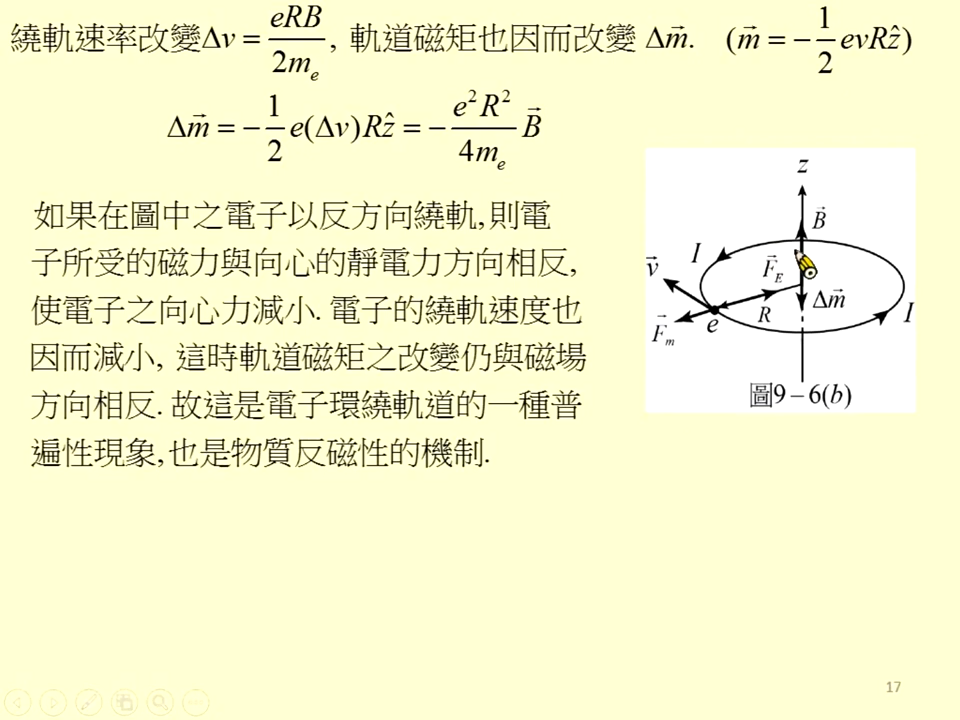 繞軌速率改變Δv = eRB / 2mₑ , 軌道磁矩也因而改變 Δm⃗. (m⃗ = −1/2 evRẑ)
Δm⃗ = −1/2 e(Δv)Rẑ = −e²R²/4mₑ B⃗
如果在圖中之電子以反方向繞軌,則電
子所受的磁力與向心的靜電力方向相反,
使電子之向心力減小. 電子的繞軌速度也
因而減小, 這時軌道磁矩之改變仍與磁場
方向相反. 故這是電子環繞軌道的一種普
遍性現象,也是物質反磁性的機制.
z
B⃗
I
v⃗
F⃗_E
Δm⃗
R
I
F⃗ₘ
e
圖9−6(b)
17